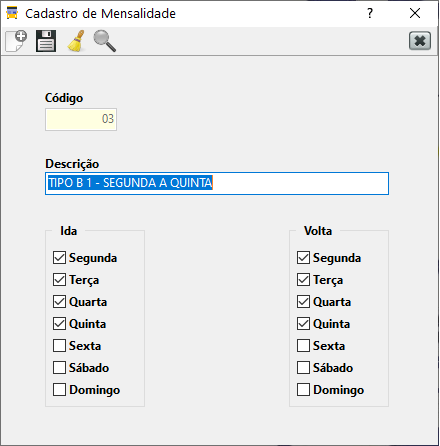 Cadastro de Mensalidade
Código
03
Descrição
TIPO B 1 - SEGUNDA A QUINTA
Ida
Segunda
Terça
Quarta
Quinta
Sexta
Sábado
Domingo
Volta
Segunda
Terça
Quarta
Quinta
Sexta
Sábado
Domingo